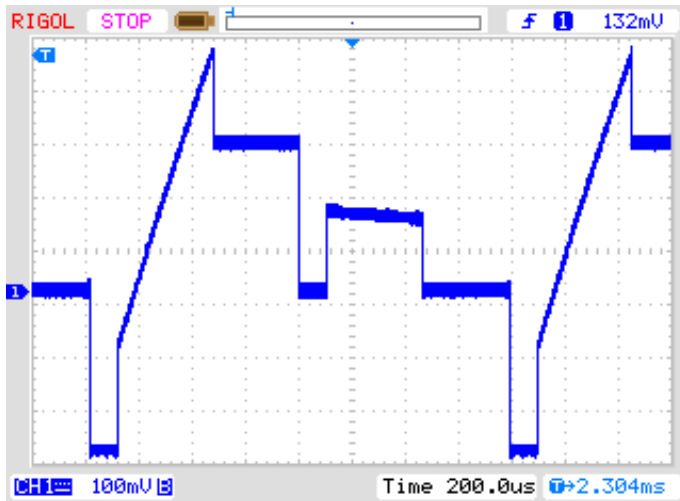 RIGOL STOP T 1 132mV
T
1
CH1 100mV B Time 200.0us T→2.304ms